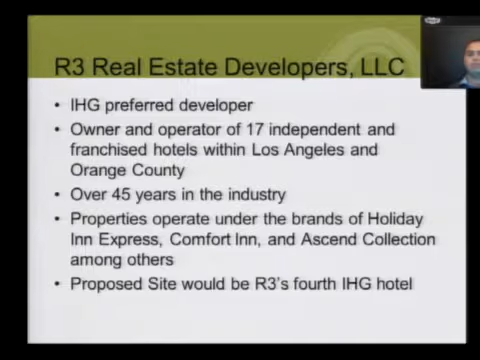 R3 Real Estate Developers, LLC
• IHG preferred developer
• Owner and operator of 17 independent and
franchised hotels within Los Angeles and
Orange County
• Over 45 years in the industry
• Properties operate under the brands of Holiday
Inn Express, Comfort Inn, and Ascend Collection
among others
• Proposed Site would be R3's fourth IHG hotel